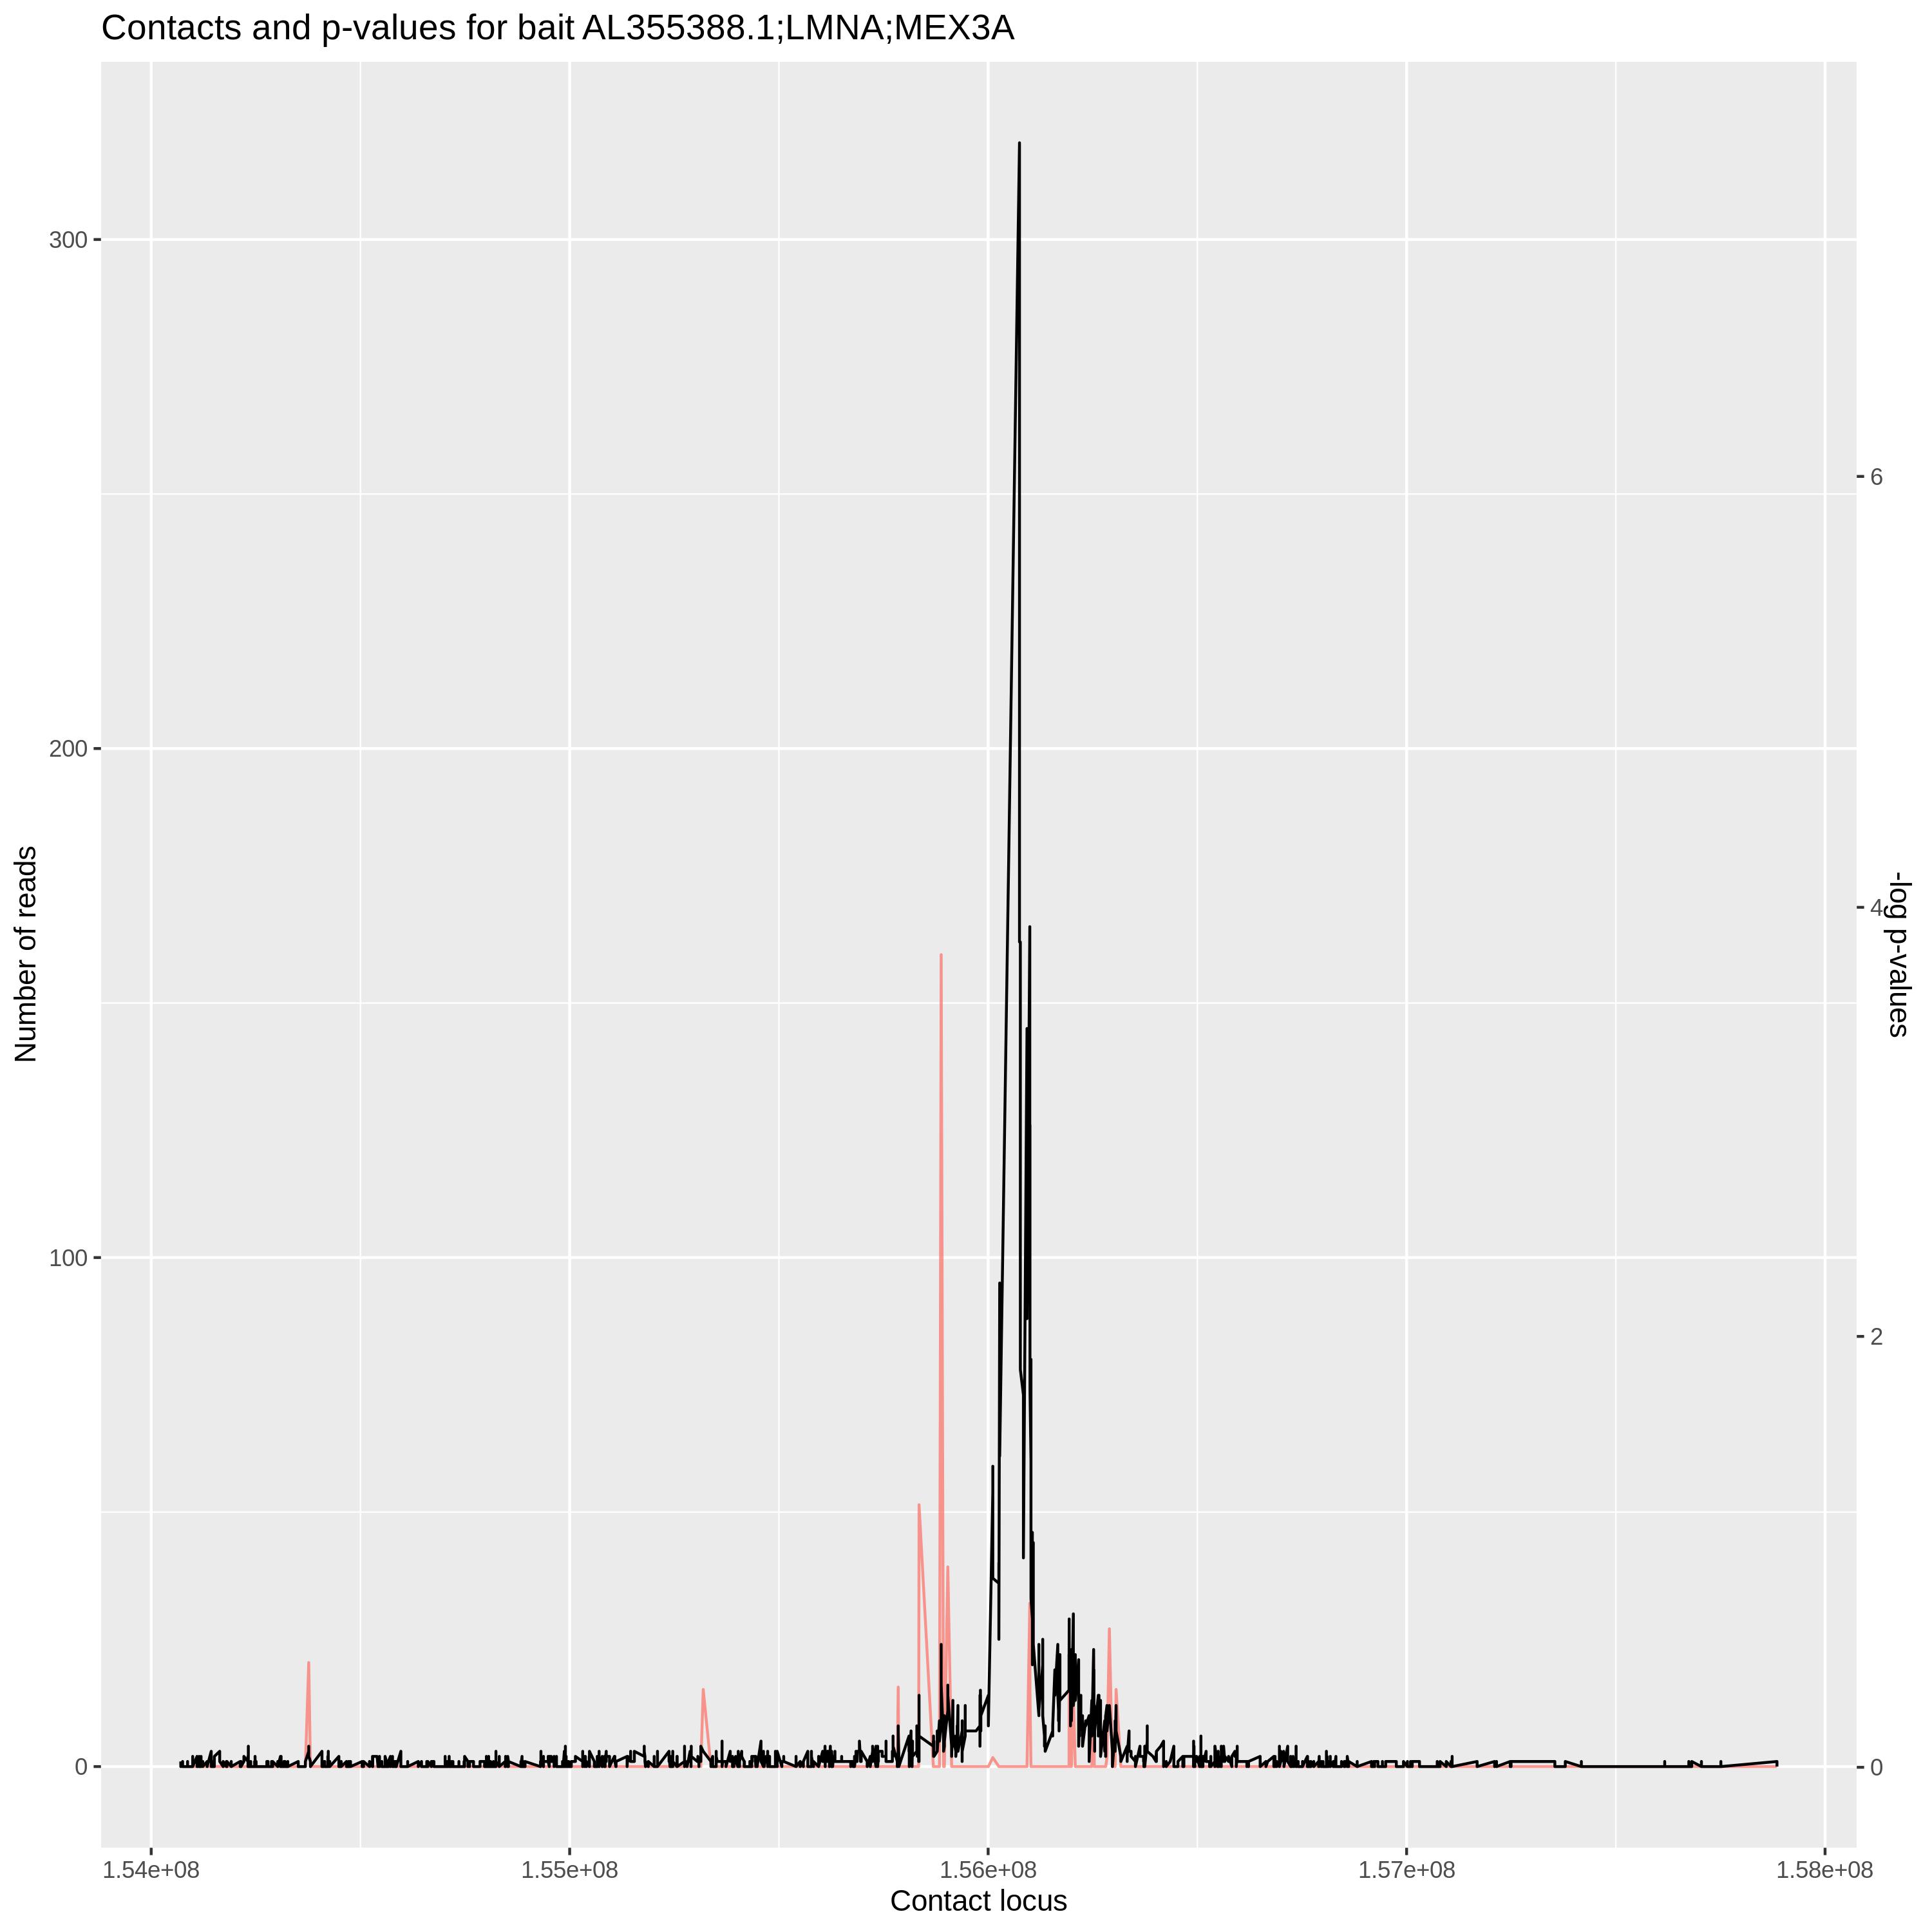 Contacts and p-values for bait AL355388.1;LMNA;MEX3A
300
200
100
0
Number of reads
6
4
2
0
-log p-values
1.54e+08
1.55e+08
1.56e+08
1.57e+08
1.58e+08
Contact locus